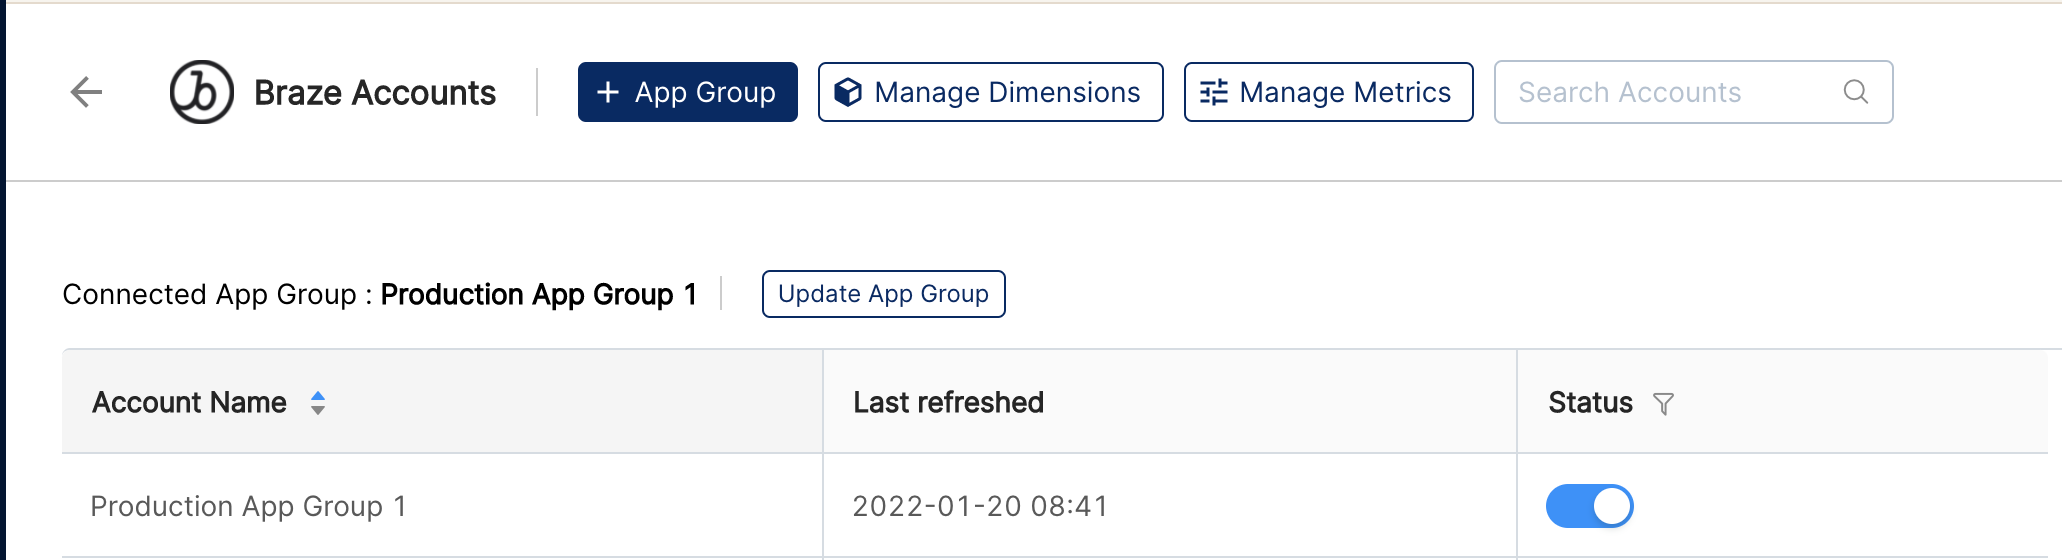 Braze Accounts
+ App Group
Manage Dimensions
Manage Metrics
Search Accounts
Connected App Group : Production App Group 1
Update App Group
Account Name
Last refreshed
Status
Production App Group 1
2022-01-20 08:41